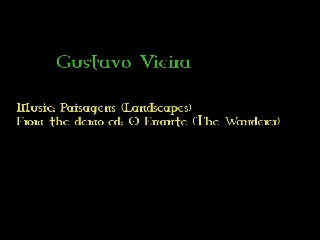 Gustavo Vieira
Music: Paisagens (Landscapes)
From the demo-cd: O Errante (The Wanderer)